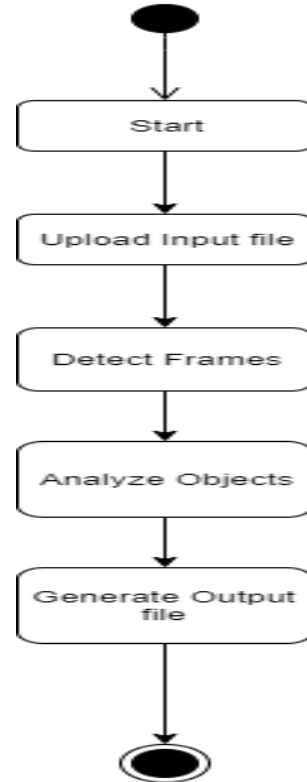 Start
Upload Input file
Detect Frames
Analyze Objects
Generate Output
file